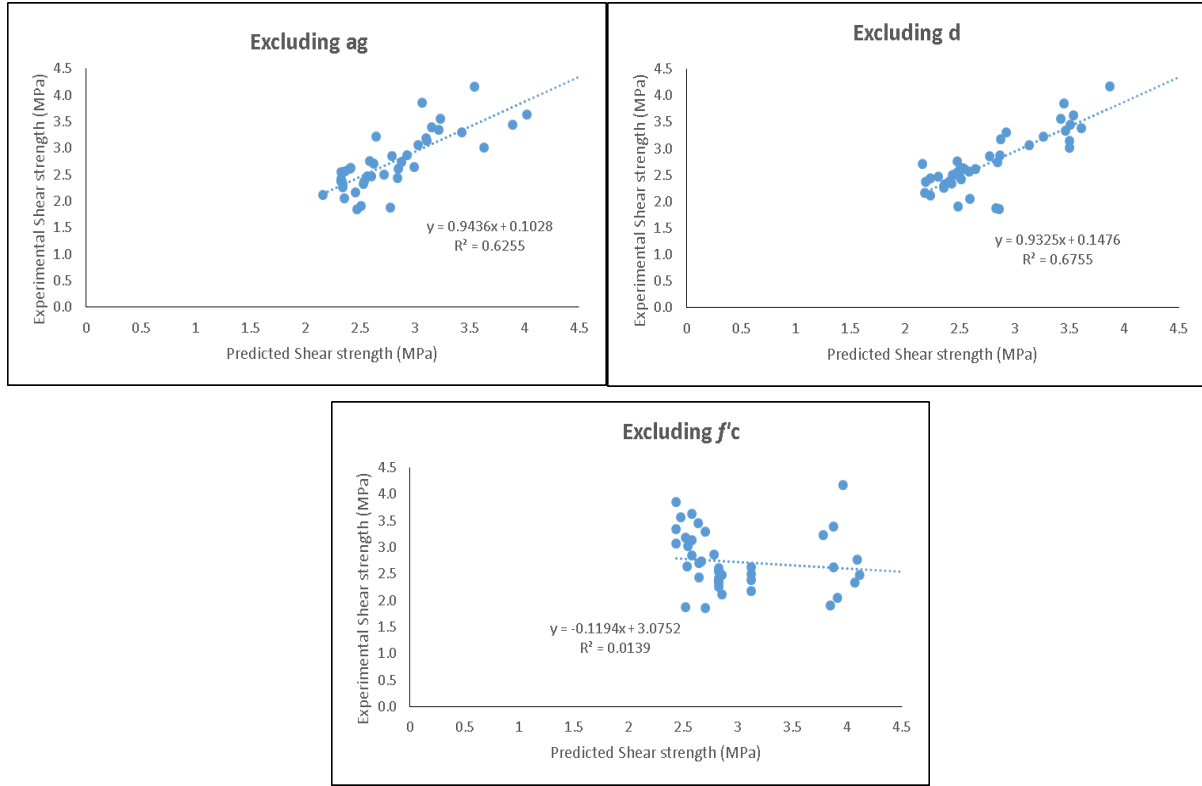 Excluding ag
Experimental Shear strength (MPa)
4.5
4.0
3.5
3.0
2.5
2.0
1.5
1.0
0.5
0.0
y = 0.9436x + 0.1028
R² = 0.6255
0 0.5 1 1.5 2 2.5 3 3.5 4 4.5
Predicted Shear strength (MPa)
Excluding d
Experimental Shear strength (MPa)
4.5
4.0
3.5
3.0
2.5
2.0
1.5
1.0
0.5
0.0
y = 0.9325x + 0.1476
R² = 0.6755
0 0.5 1 1.5 2 2.5 3 3.5 4 4.5
Predicted Shear strength (MPa)
Excluding f'c
Experimental Shear strength (MPa)
4.5
4.0
3.5
3.0
2.5
2.0
1.5
1.0
0.5
0.0
y = -0.1194x + 3.0752
R² = 0.0139
0 0.5 1 1.5 2 2.5 3 3.5 4 4.5
Predicted Shear strength (MPa)